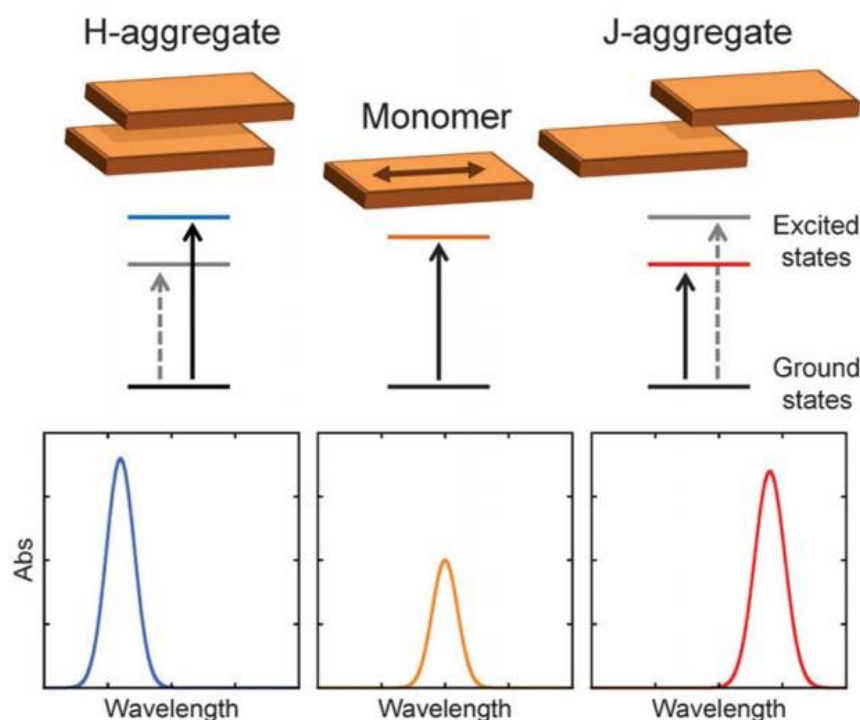 H-aggregate
Monomer
J-aggregate
Excited
states
Ground
states
Abs
Wavelength
Wavelength
Wavelength